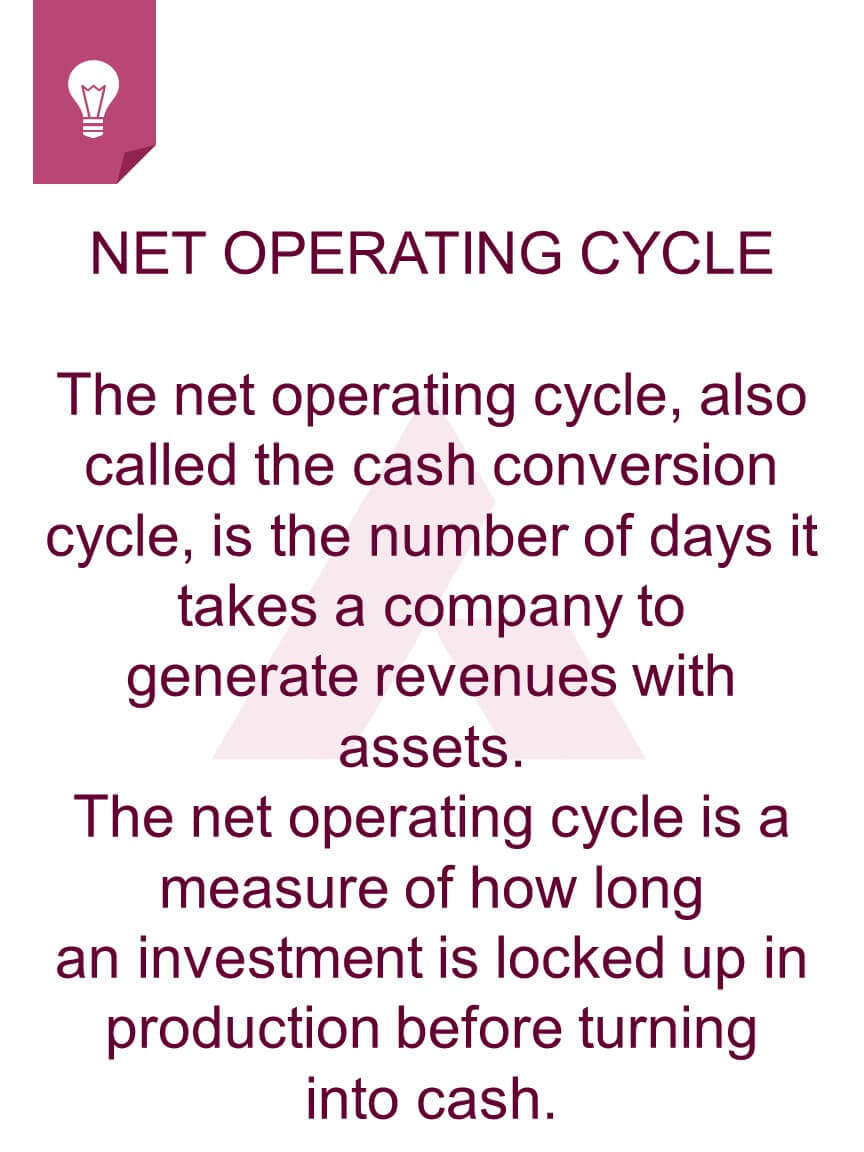 NET OPERATING CYCLE
The net operating cycle, also
called the cash conversion
cycle, is the number of days it
takes a company to
generate revenues with
assets.
The net operating cycle is a
measure of how long
an investment is locked up in
production before turning
into cash.